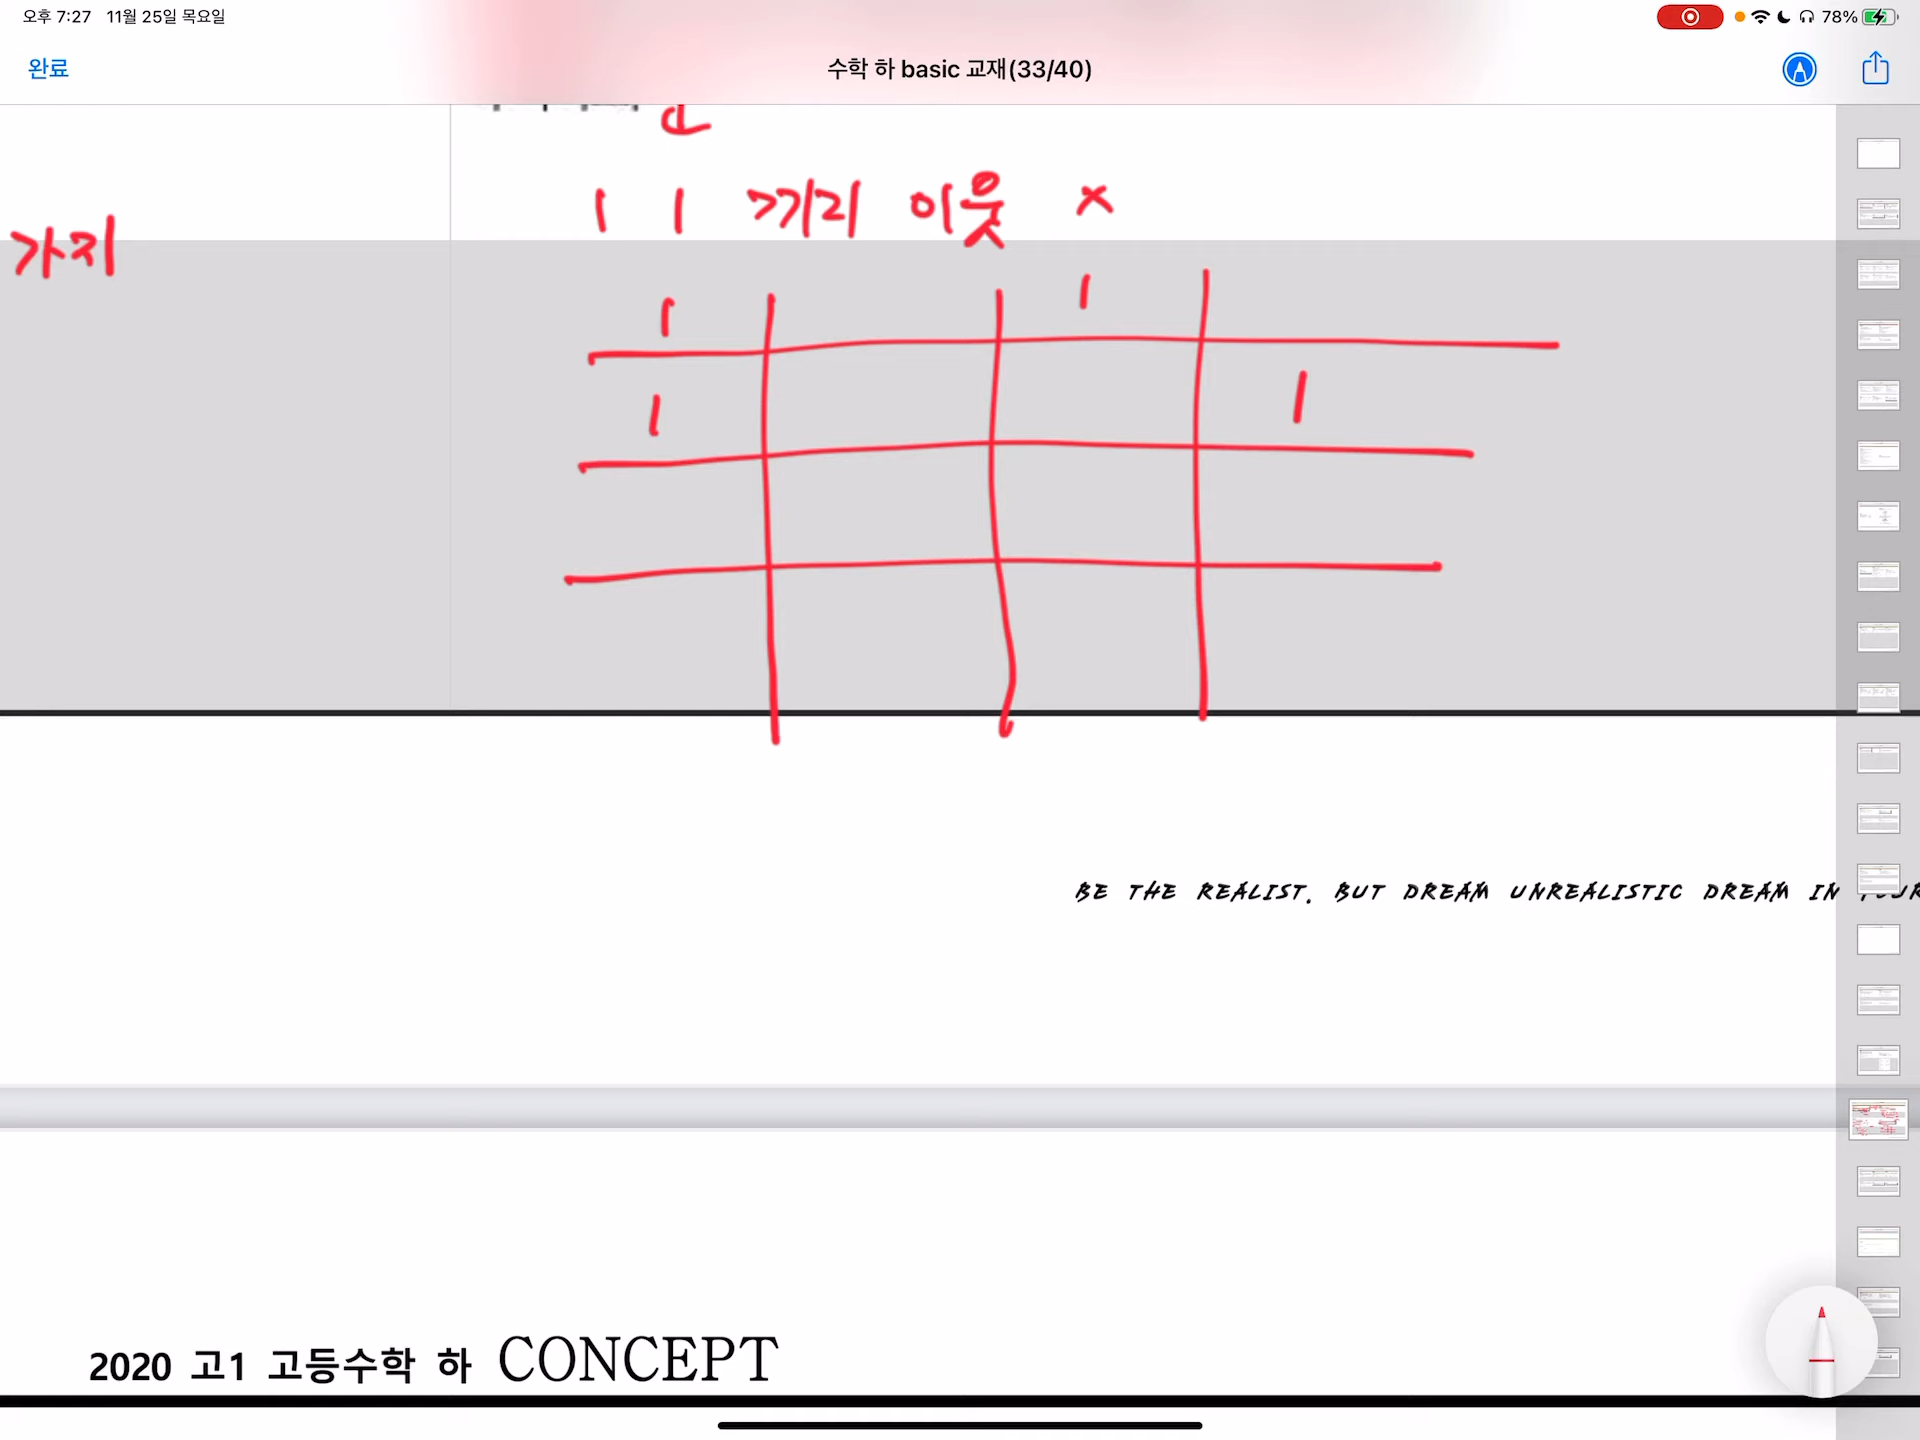 오후 7:27 11월 25일 목요일
78%
완료
수학 하 basic 교재(33/40)
1 1 끼리 이웃 x
가지
1 1
1 1
BE THE REALIST. BUT DREAM UNREALISTIC DREAM IN
2020 고1 고등수학 하 CONCEPT